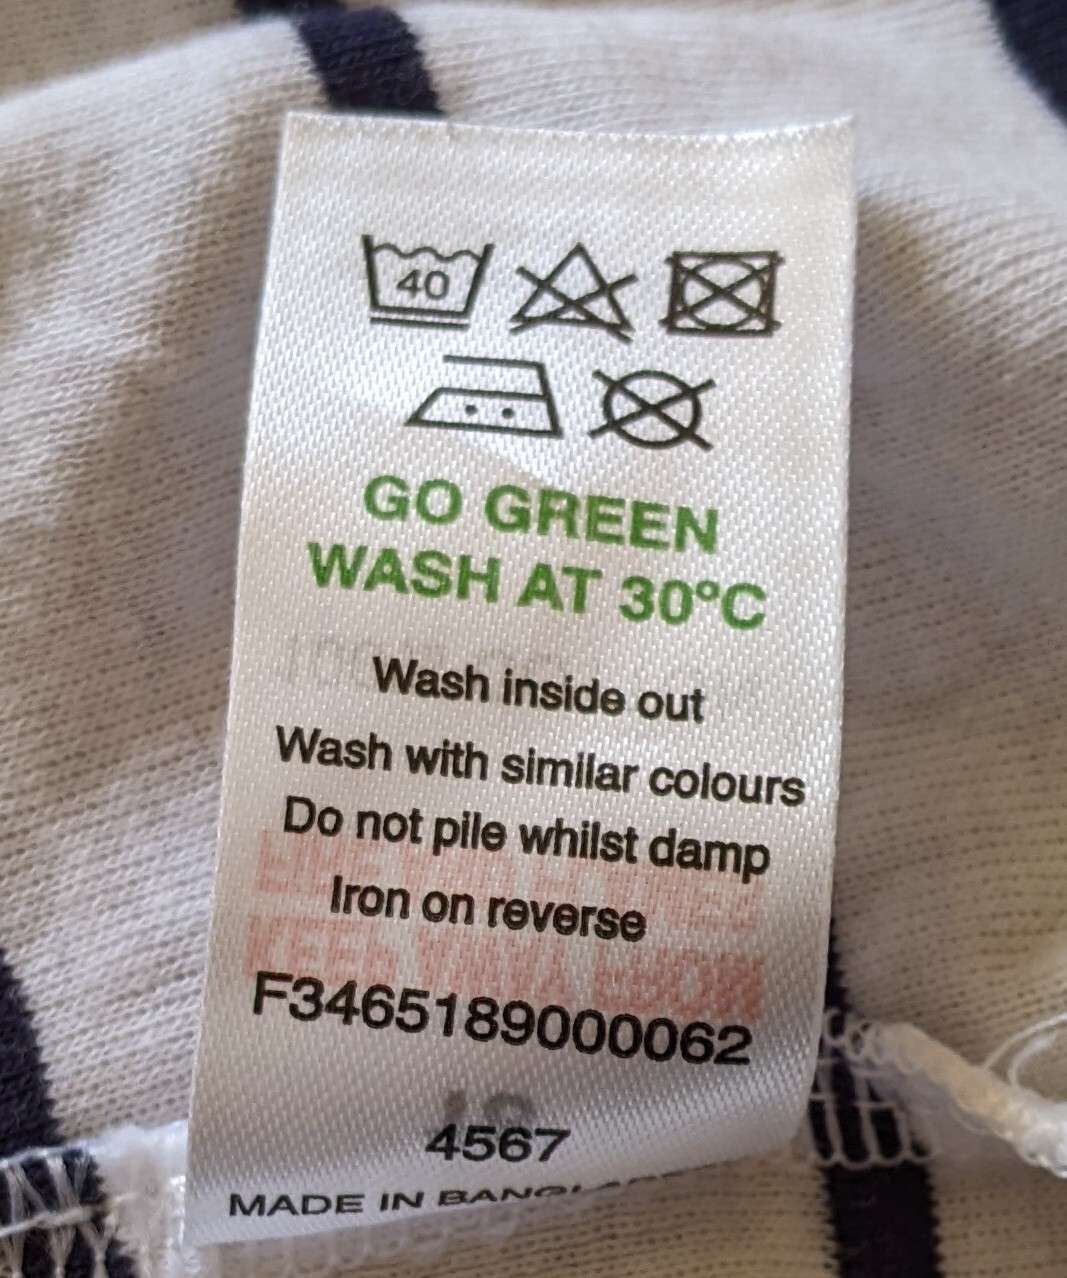 40
GO GREEN
WASH AT 30°C
Wash inside out
Wash with similar colours
Do not pile whilst damp
Iron on reverse
F3465189000062
4567
MADE IN